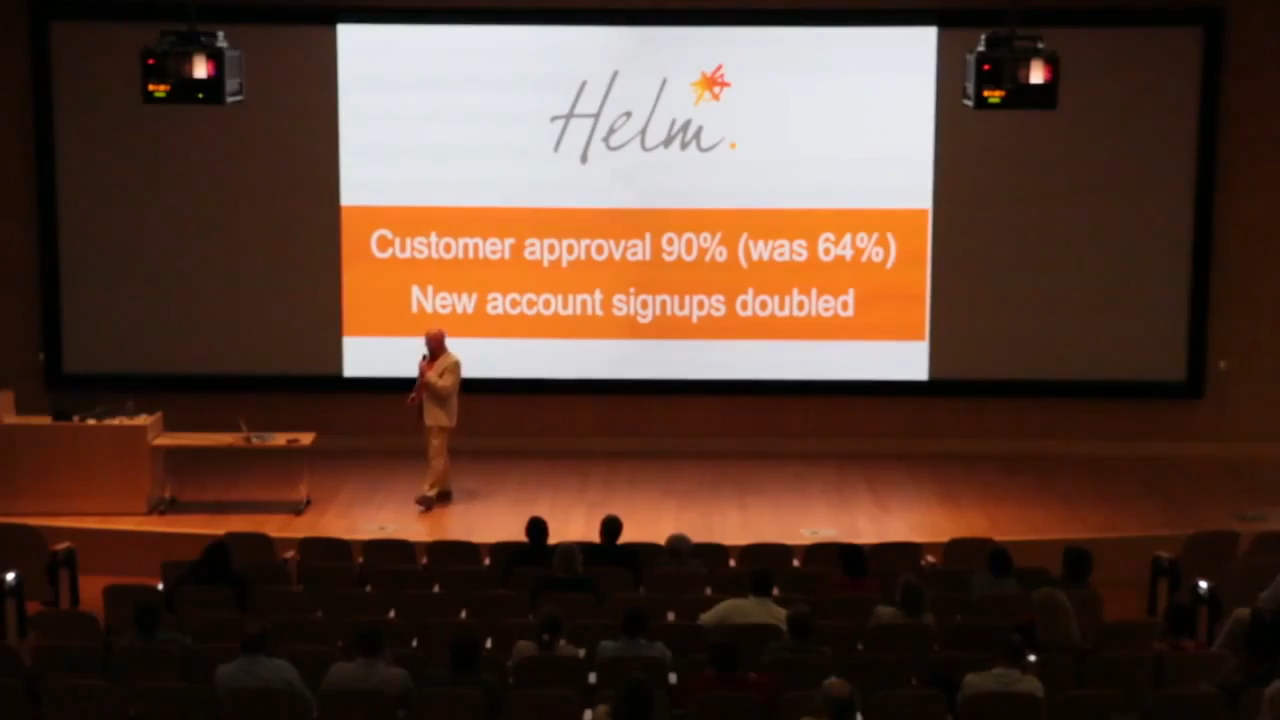 Helm.
Customer approval 90% (was 64%)
New account signups doubled